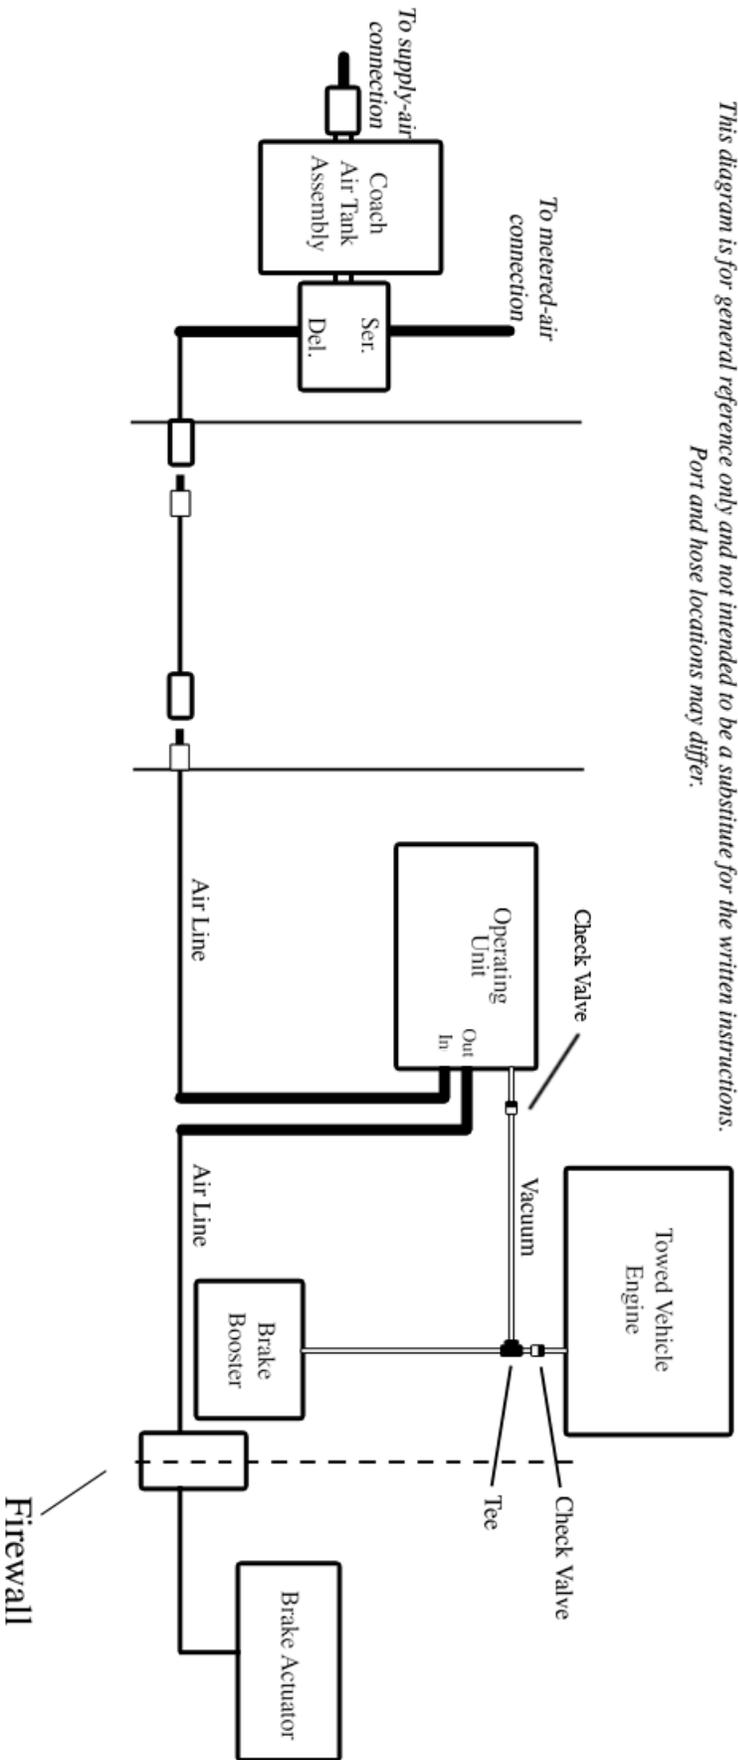 This diagram is for general reference only and not intended to be a substitute for the written instructions.
Port and hose locations may differ.
To metered-air
connection
To supply-air
connection
Coach
Air Tank
Assembly
Ser.
Del.
Check Valve
Operating
Unit
Out
In
Air Line
Towed Vehicle
Engine
Vacuum
Air Line
Brake
Booster
Check Valve
Tee
Brake Actuator
Firewall